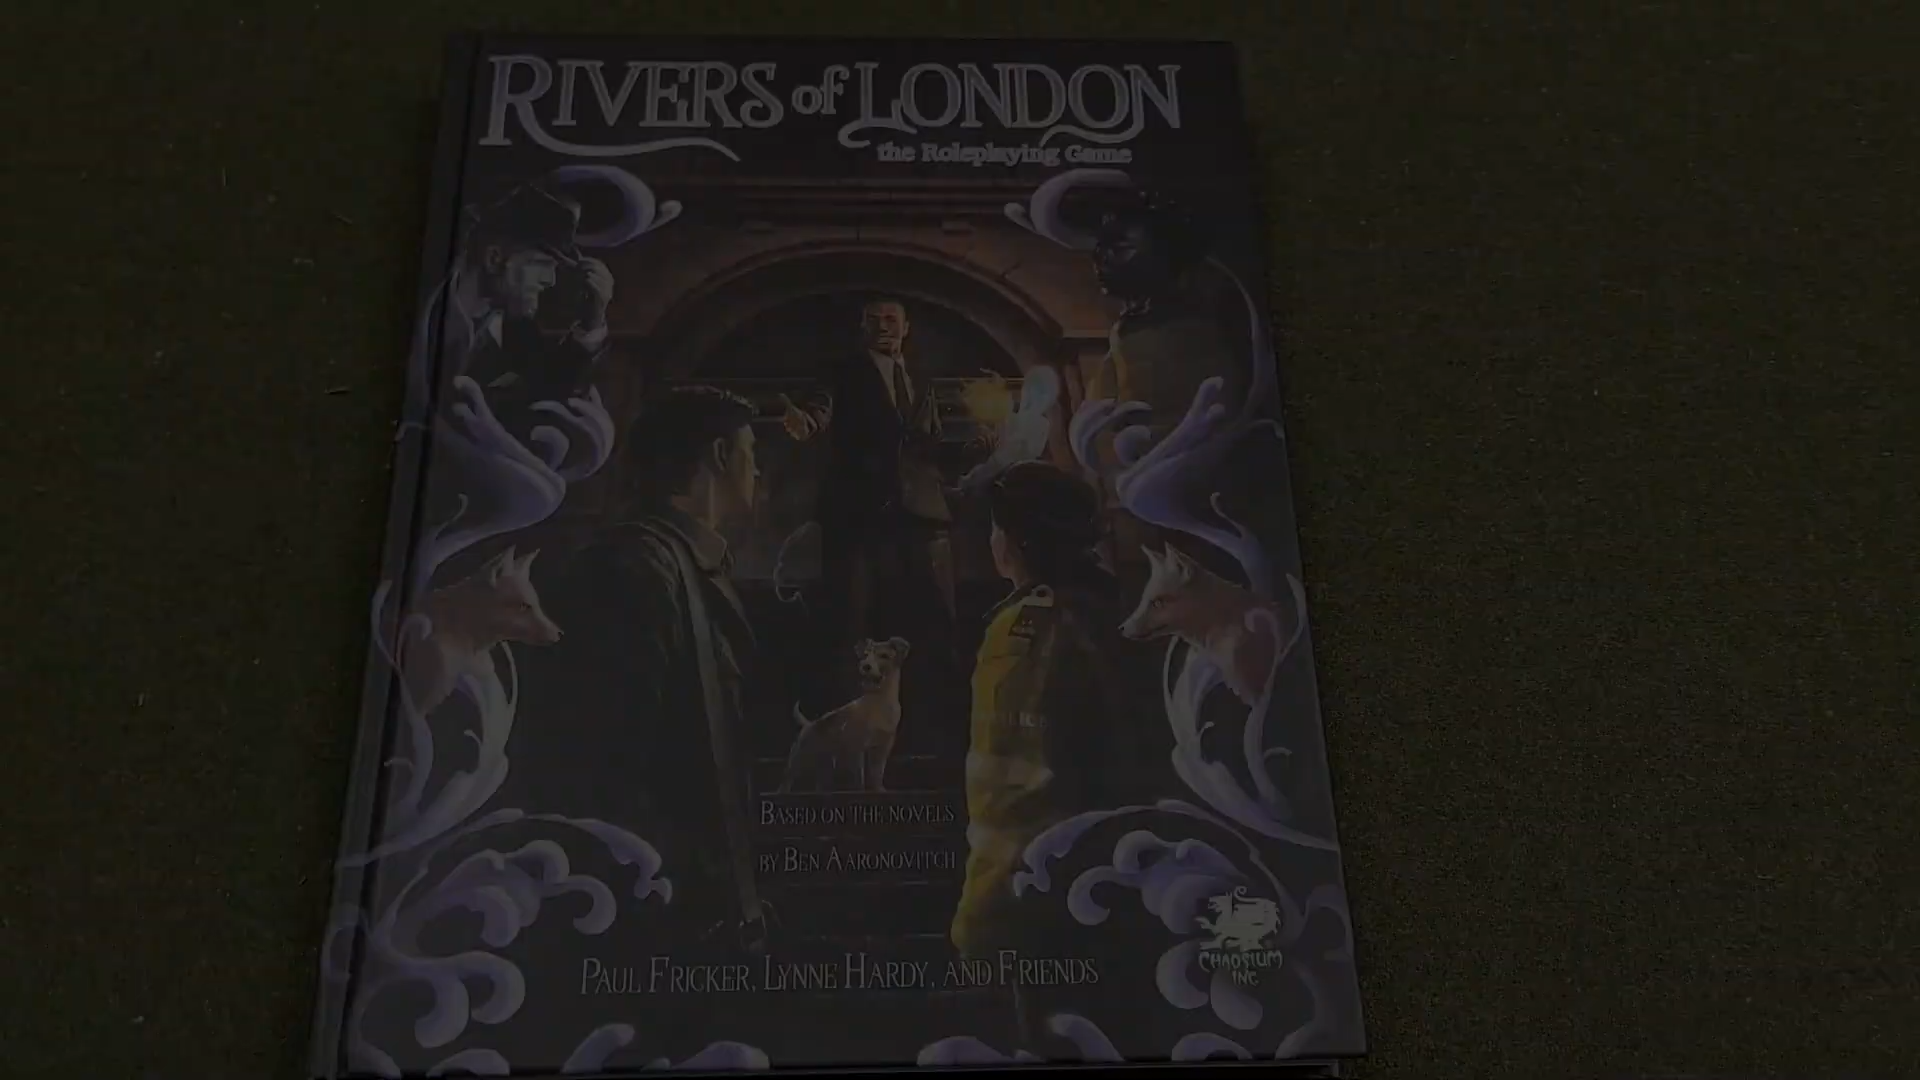 RIVERS of LONDON
the Roleplaying Game
POLICE
BASED ON THE NOVELS
BY BEN AARONOVITCH
PAUL FRICKER, LYNNE HARDY, AND FRIENDS
CHAOSIUM
INC.